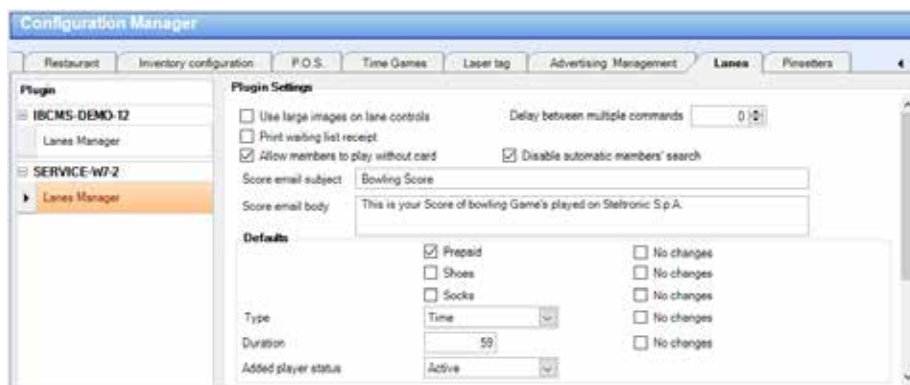 Configuration Manager
Restaurant Inventory configuration P.O.S. Time Games Laser tag Advertising Management Lanes Pinsetters
Plugin
IBCMS-DEMO-12
Lanes Manager
SERVICE-W7-2
Lanes Manager
Plugin Settings
Use large images on lane controls Delay between multiple commands 0
Print waiting list receipt
Allow members to play without card Disable automatic members' search
Score email subject Bowling Score
Score email body This is your Score of bowling Game's played on Steltronic S.p.A.
Defaults
Prepaid No changes
Shoes No changes
Socks No changes
Type Time No changes
Duration 59 No changes
Added player status Active